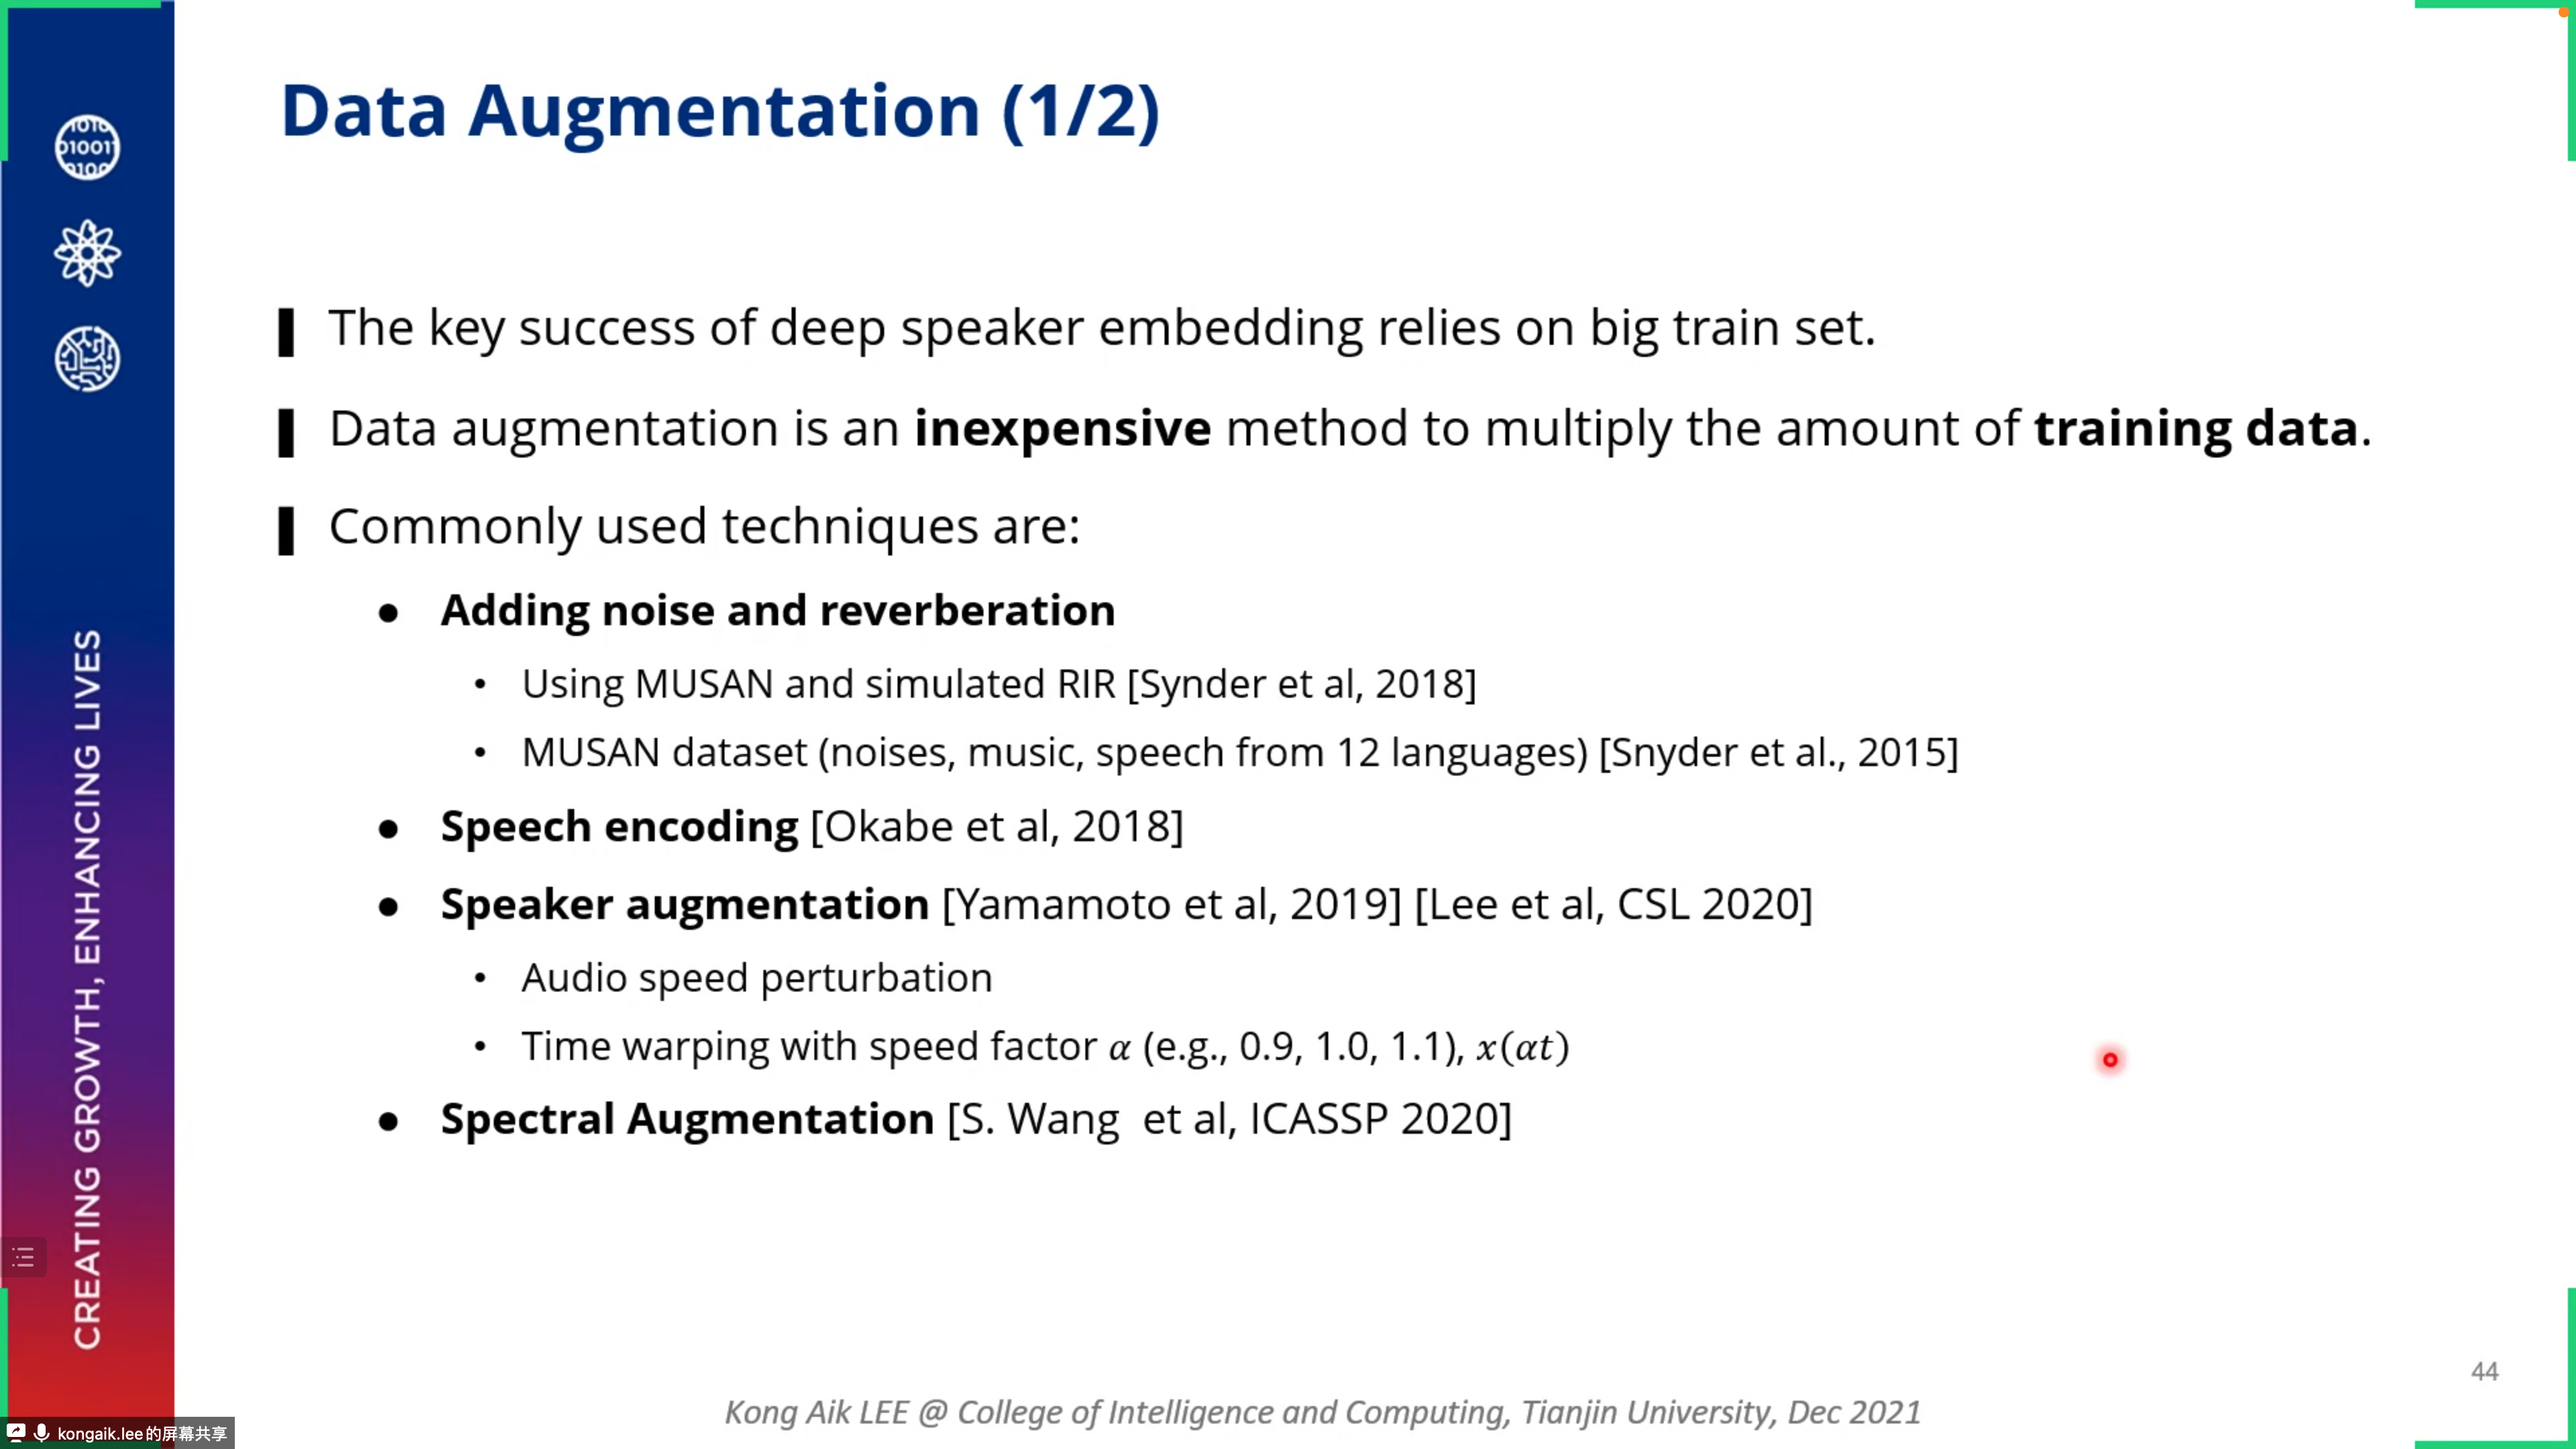 Data Augmentation (1/2)
The key success of deep speaker embedding relies on big train set.
Data augmentation is an inexpensive method to multiply the amount of training data.
Commonly used techniques are:
Adding noise and reverberation
Using MUSAN and simulated RIR [Synder et al, 2018]
MUSAN dataset (noises, music, speech from 12 languages) [Snyder et al., 2015]
Speech encoding [Okabe et al, 2018]
Speaker augmentation [Yamamoto et al, 2019] [Lee et al, CSL 2020]
Audio speed perturbation
Time warping with speed factor α (e.g., 0.9, 1.0, 1.1), x(αt)
Spectral Augmentation [S. Wang et al, ICASSP 2020]
CREATING GROWTH, ENHANCING LIVES
44
Kong Aik LEE @ College of Intelligence and Computing, Tianjin University, Dec 2021
kongaik.lee的屏幕共享